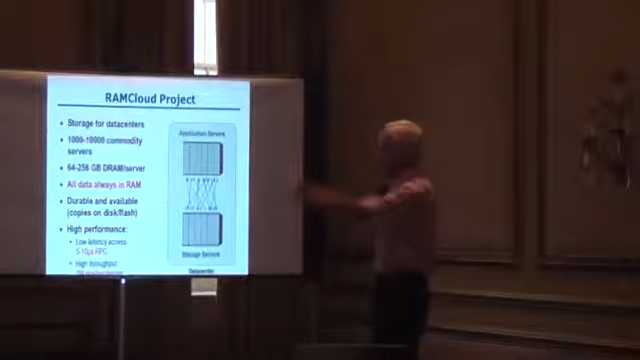 RAMCloud Project
Storage for datacenters
1000-10000 commodity
servers
64-256 GB DRAM/server
All data always in RAM
Durable and available
(copies on disk/flash)
High performance:
Low-latency access
5-10µs RPC
High throughput
Application Servers
Storage Servers
Datacenter